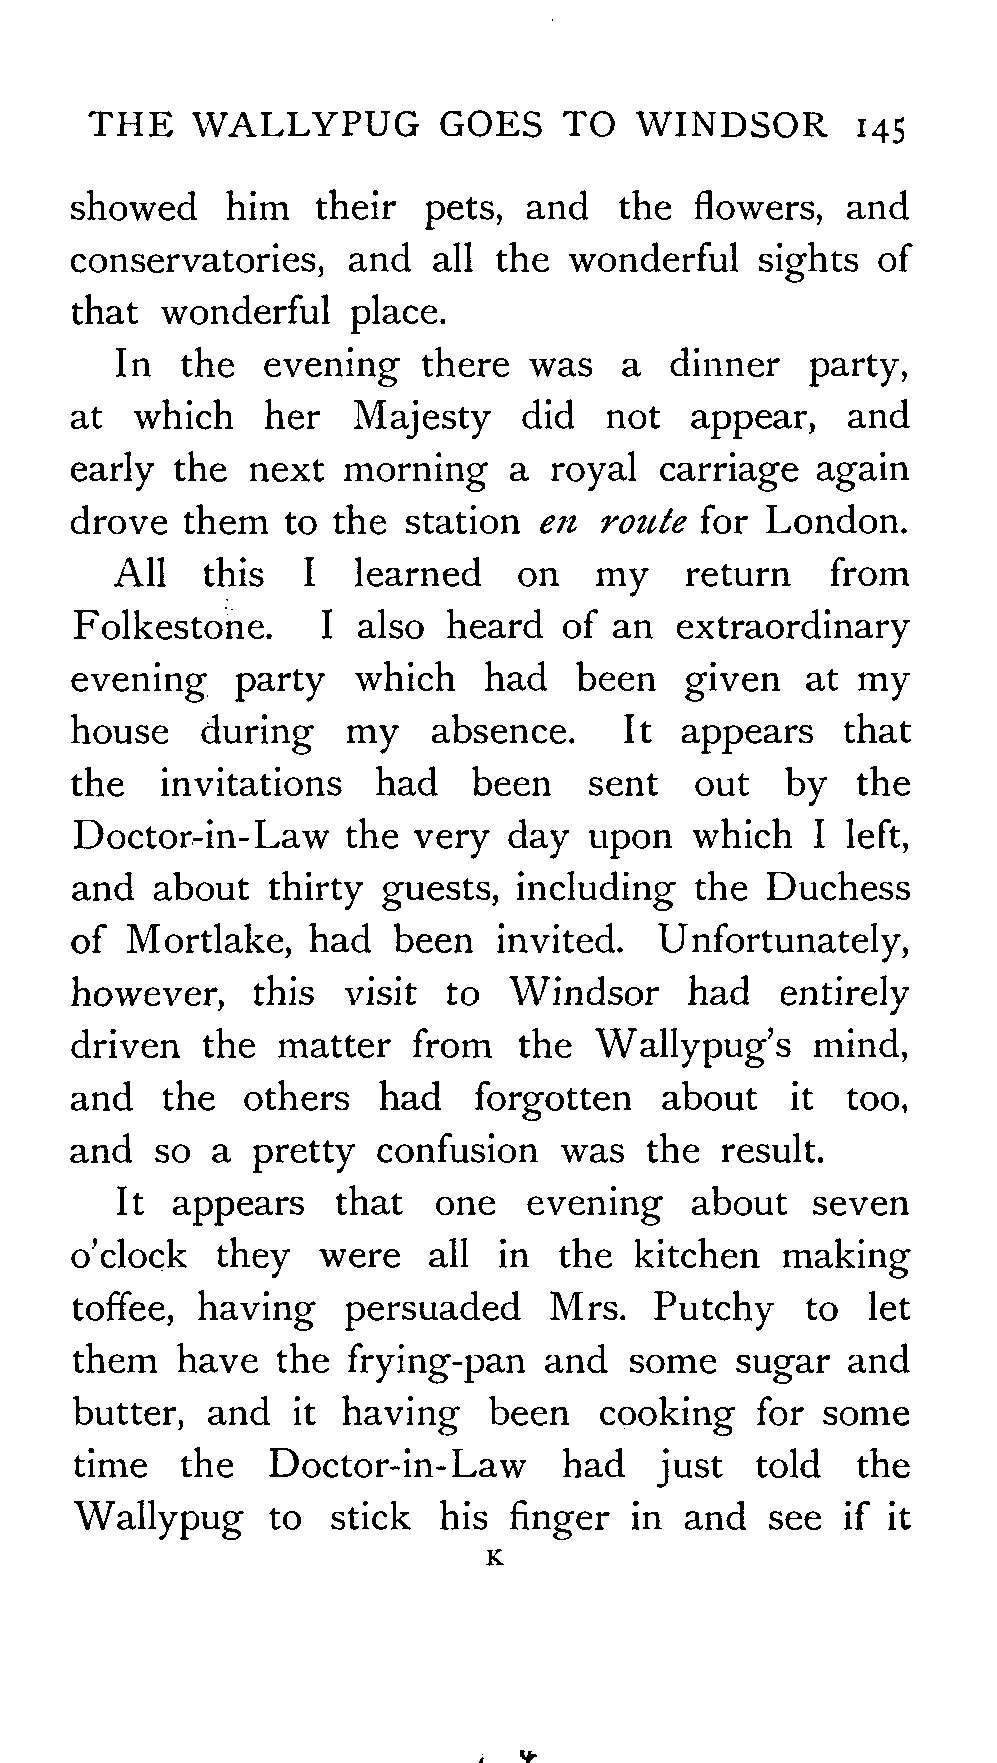 THE WALLYPUG GOES TO WINDSOR 145
showed him their pets, and the flowers, and
conservatories, and all the wonderful sights of
that wonderful place.
In the evening there was a dinner party,
at which her Majesty did not appear, and
early the next morning a royal carriage again
drove them to the station en route for London.
All this I learned on my return from
Folkestone. I also heard of an extraordinary
evening party which had been given at my
house during my absence. It appears that
the invitations had been sent out by the
Doctor-in-Law the very day upon which I left,
and about thirty guests, including the Duchess
of Mortlake, had been invited. Unfortunately,
however, this visit to Windsor had entirely
driven the matter from the Wallypug's mind,
and the others had forgotten about it too,
and so a pretty confusion was the result.
It appears that one evening about seven
o'clock they were all in the kitchen making
toffee, having persuaded Mrs. Putchy to let
them have the frying-pan and some sugar and
butter, and it having been cooking for some
time the Doctor-in-Law had just told the
Wallypug to stick his finger in and see if it
K